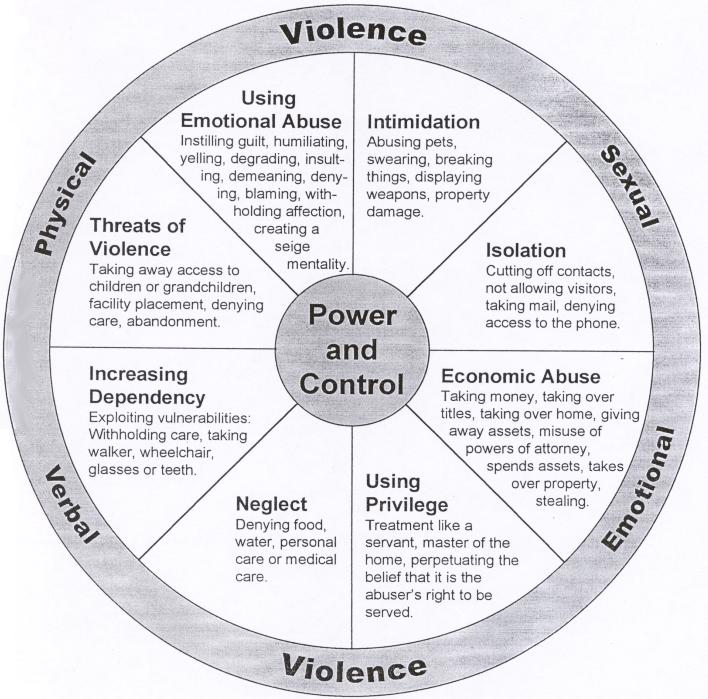 Violence
Physical
Sexual
Using
Emotional Abuse
Instilling guilt, humiliating,
yelling, degrading, insult-
ing, demeaning, deny-
ing, blaming, with-
holding affection,
creating a
seige
mentality.
Intimidation
Abusing pets,
swearing, breaking
things, displaying
weapons, property
damage.
Threats of
Violence
Taking away access to
children or grandchildren,
facility placement, denying
care, abandonment.
Isolation
Cutting off contacts,
not allowing visitors,
taking mail, denying
access to the phone.
Power
and
Control
Increasing
Dependency
Exploiting vulnerabilities:
Withholding care, taking
walker, wheelchair,
glasses or teeth.
Economic Abuse
Taking money, taking over
titles, taking over home, giving
away assets, misuse of
powers of attorney,
spends assets, takes
over property,
stealing.
Neglect
Denying food,
water, personal
care or medical
care.
Using
Privilege
Treatment like a
servant, master of the
home, perpetuating the
belief that it is the
abuser's right to be
served.
Verbal
Emotional
Violence